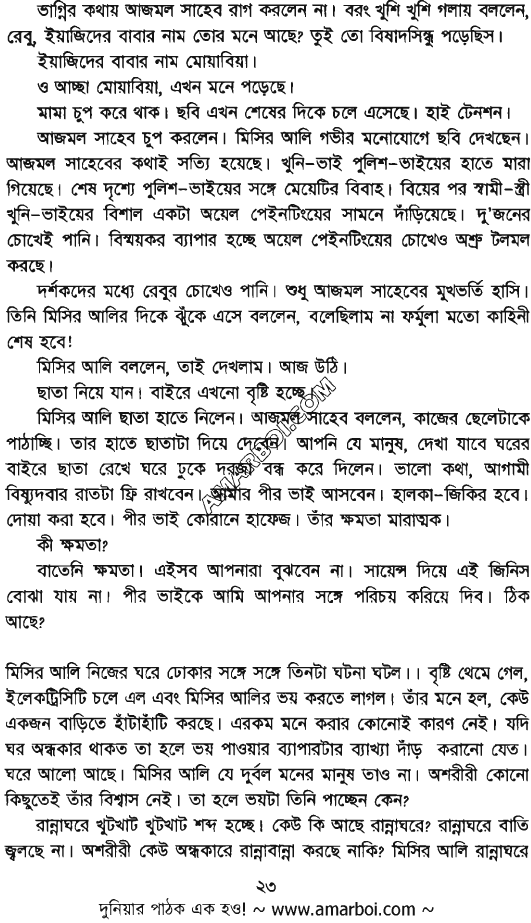 ভাগ্নির কথায় আজমল সাহেব রাগ করলেন না। বরং খুশি খুশি গলায় বললেন,
রেবু, ইয়াজিদের বাবার নাম তোর মনে আছে? তুই তো বিষাদসিন্ধু পড়েছিস।
ইয়াজিদের বাবার নাম মোয়াবিয়া।
ও আচ্ছা মোয়াবিয়া, এখন মনে পড়েছে।
মামা চুপ করে থাক। ছবি এখন শেষের দিকে চলে এসেছে। হাই টেনশন।
আজমল সাহেব চুপ করলেন। মিসির আলি গভীর মনোযোগে ছবি দেখছেন।
আজমল সাহেবের কথাই সত্যি হয়েছে। খুনি-ভাই পুলিশ-ভাইয়ের হাতে মারা
গিয়েছে। শেষ দৃশ্যে পুলিশ-ভাইয়ের সঙ্গে মেয়েটির বিবাহ। বিয়ের পর স্বামী-স্ত্রী
খুনি-ভাইয়ের বিশাল একটা অয়েল পেইনটিংয়ের সামনে দাঁড়িয়েছে। দু'জনের
চোখেই পানি। বিস্ময়কর ব্যাপার হচ্ছে অয়েল পেইনটিংয়ের চোখেও অশ্রু টলমল
করছে।
দর্শকদের মধ্যে রেবুর চোখেও পানি। শুধু আজমল সাহেবের মুখভর্তি হাসি।
তিনি মিসির আলির দিকে ঝুঁকে এসে বললেন, বলেছিলাম না ফর্মুলা মতো কাহিনী
শেষ হবে!
মিসির আলি বললেন, তাই দেখলাম। আজ উঠি।
ছাতা নিয়ে যান। বাইরে এখনো বৃষ্টি হচ্ছে।
মিসির আলি ছাতা হাতে নিলেন। আজমল সাহেব বললেন, কাজের ছেলেটাকে
পাঠাচ্ছি। তার হাতে ছাতাটা দিয়ে দেবেন। আপনি যে মানুষ, দেখা যাবে ঘরের
বাইরে ছাতা রেখে ঘরে ঢুকে দরজা বন্ধ করে দিলেন। ভালো কথা, আগামী
বিষ্যুদবার রাতটা ফ্রি রাখবেন। আমার পীর ভাই আসবেন। হালকা-জিকির হবে।
দোয়া করা হবে। পীর ভাই কোরানে হাফেজ। তাঁর ক্ষমতা মারাত্মক।
কী ক্ষমতা?
বাতেনি ক্ষমতা। এইসব আপনারা বুঝবেন না। সায়েন্স দিয়ে এই জিনিস
বোঝা যায় না। পীর ভাইকে আমি আপনার সঙ্গে পরিচয় করিয়ে দিব। ঠিক
আছে?
মিসির আলি নিজের ঘরে ঢোকার সঙ্গে সঙ্গে তিনটা ঘটনা ঘটল।। বৃষ্টি থেমে গেল,
ইলেকট্রিসিটি চলে এল এবং মিসির আলির ভয় করতে লাগল। তাঁর মনে হল, কেউ
একজন বাড়িতে হাঁটাহাঁটি করছে। এরকম মনে করার কোনোই কারণ নেই। যদি
ঘর অন্ধকার থাকত তা হলে ভয় পাওয়ার ব্যাপারটার ব্যাখ্যা দাঁড় করানো যেত।
ঘরে আলো আছে। মিসির আলি যে দুর্বল মনের মানুষ তাও না। অশরীরী কোনো
কিছুতেই তাঁর বিশ্বাস নেই। তা হলে ভয়টা তিনি পাচ্ছেন কেন?
রান্নাঘরে খুটখাট খুটখাট শব্দ হচ্ছে। কেউ কি আছে রান্নাঘরে? রান্নাঘরে বাতি
জ্বলছে না। অশরীরী কেউ অন্ধকারে রান্নাবান্না করছে নাকি? মিসির আলি রান্নাঘরে
২৩
দুনিয়ার পাঠক এক হও! ~ www.amarboi.com ~
AMARBOI.COM